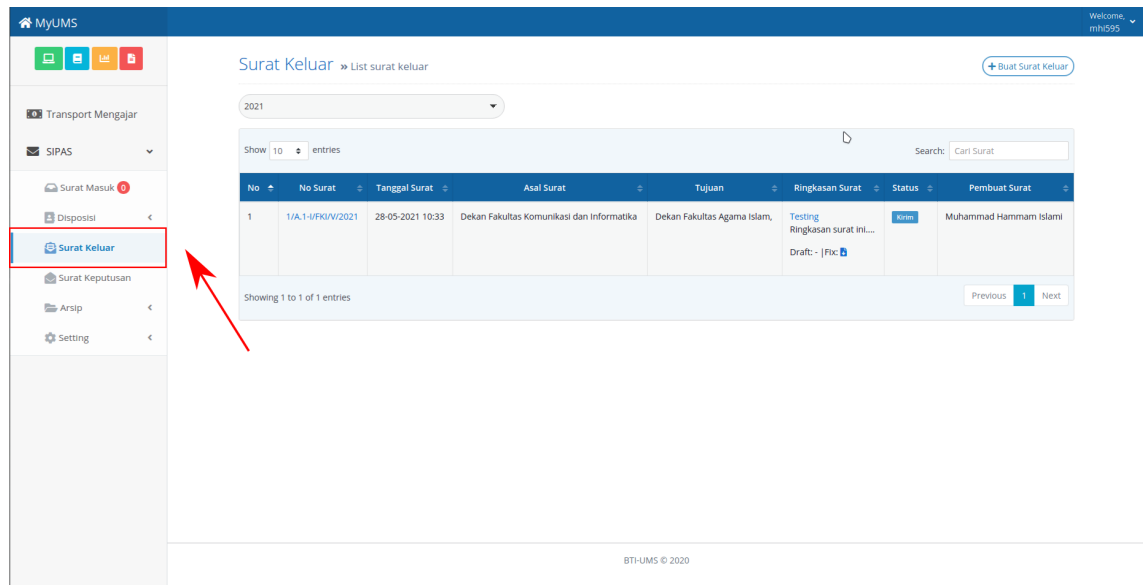 MyUMS
Welcome,
mhi595
Transport Mengajar
SIPAS
Surat Masuk 0
Disposisi
Surat Keluar
Surat Keputusan
Arsip
Setting
Surat Keluar » List surat keluar
Buat Surat Keluar
2021
Show 10 entries
Search: Cari Surat
No No Surat Tanggal Surat Asal Surat Tujuan Ringkasan Surat Status Pembuat Surat
1 1/A.1-I/FKI/V/2021 28-05-2021 10:33 Dekan Fakultas Komunikasi dan Informatika Dekan Fakultas Agama Islam, Testing Kirim Muhammad Hammam Islami
Ringkasan surat ini....
Draft: - |Fix:
Showing 1 to 1 of 1 entries
Previous 1 Next
BTI-UMS © 2020